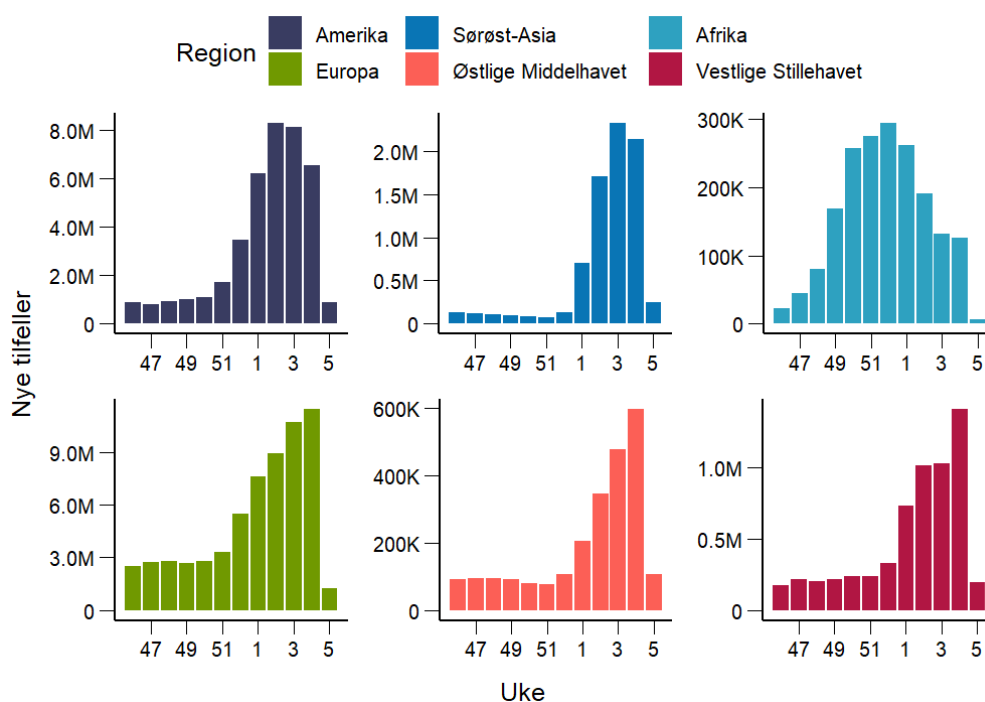 Region
Amerika Sørøst-Asia Afrika
Europa Østlige Middelhavet Vestlige Stillehavet
Nye tilfeller
8.0M
6.0M
4.0M
2.0M
0
47 49 51 1 3 5
2.0M
1.5M
1.0M
0.5M
0
47 49 51 1 3 5
300K
200K
100K
0
47 49 51 1 3 5
9.0M
6.0M
3.0M
0
47 49 51 1 3 5
600K
400K
200K
0
47 49 51 1 3 5
1.0M
0.5M
0
47 49 51 1 3 5
Uke